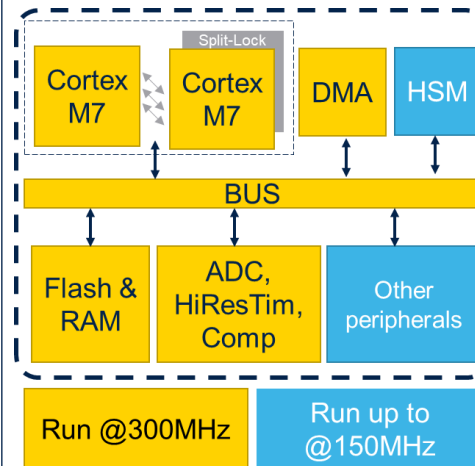 Split-Lock
Cortex
M7
Cortex
M7
DMA
HSM
BUS
Flash &
RAM
ADC,
HiResTim,
Comp
Other
peripherals
Run @300MHz
Run up to
@150MHz